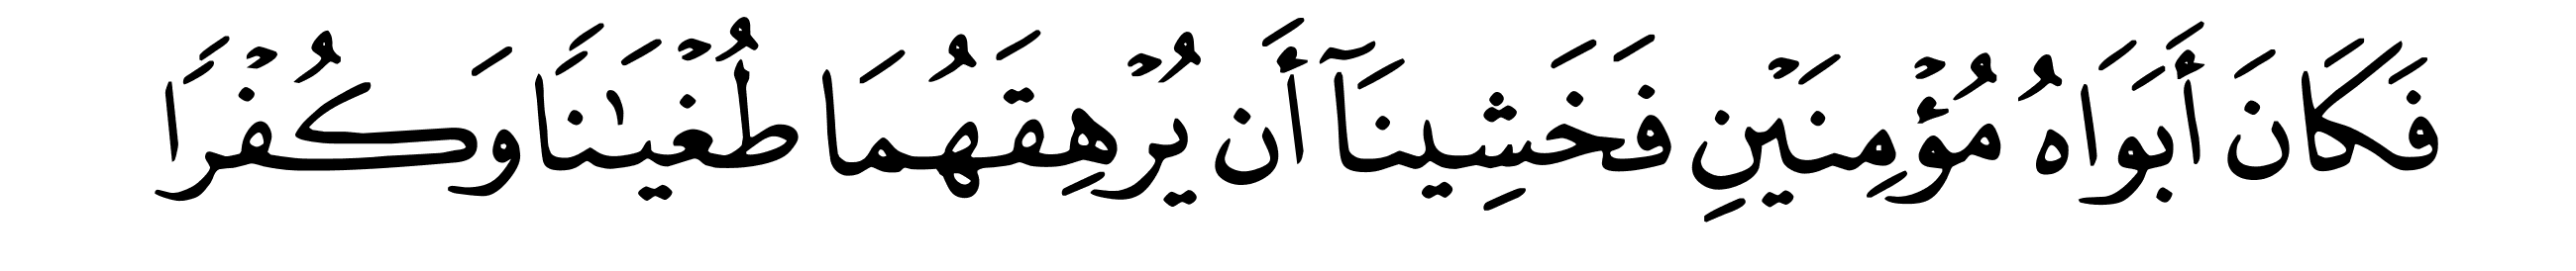 فَكَانَ أَبَوَاهُ مُؤْمِنَيْنِ فَخَشِينَآ أَن يُرْهِقَهُمَا طُغْيَـٰنًا وَكُفْرًا